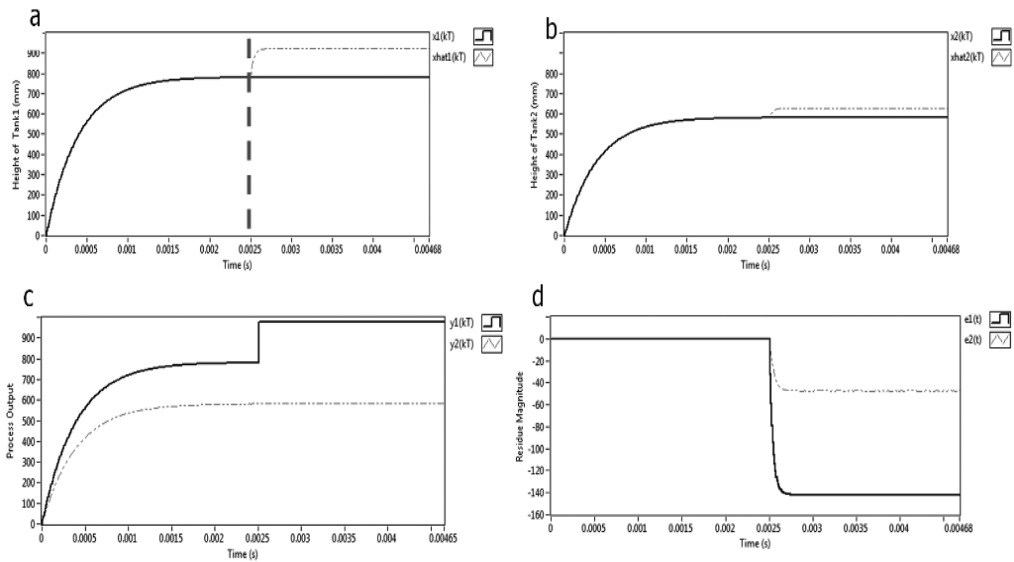 a
x1(kT)
xhat1(kT)
Height of Tank1 (mm)
900
800
700
600
500
400
300
200
100
0
0 0.0005 0.001 0.0015 0.002 0.0025 0.003 0.0035 0.004 0.00468
Time (s)
b
x2(kT)
xhat2(kT)
Height of Tank2 (mm)
800
700
600
500
400
300
200
100
0
0 0.0005 0.001 0.0015 0.002 0.0025 0.003 0.0035 0.004 0.00468
Time (s)
c
y1(kT)
y2(kT)
Process Output
900
800
700
600
500
400
300
200
100
0
0 0.0005 0.001 0.0015 0.002 0.0025 0.003 0.0035 0.004 0.00465
Time (s)
d
e1(t)
e2(t)
Residue Magnitude
0
-20
-40
-60
-80
-100
-120
-140
-160
0 0.0005 0.001 0.0015 0.002 0.0025 0.003 0.0035 0.004 0.00468
Time (s)